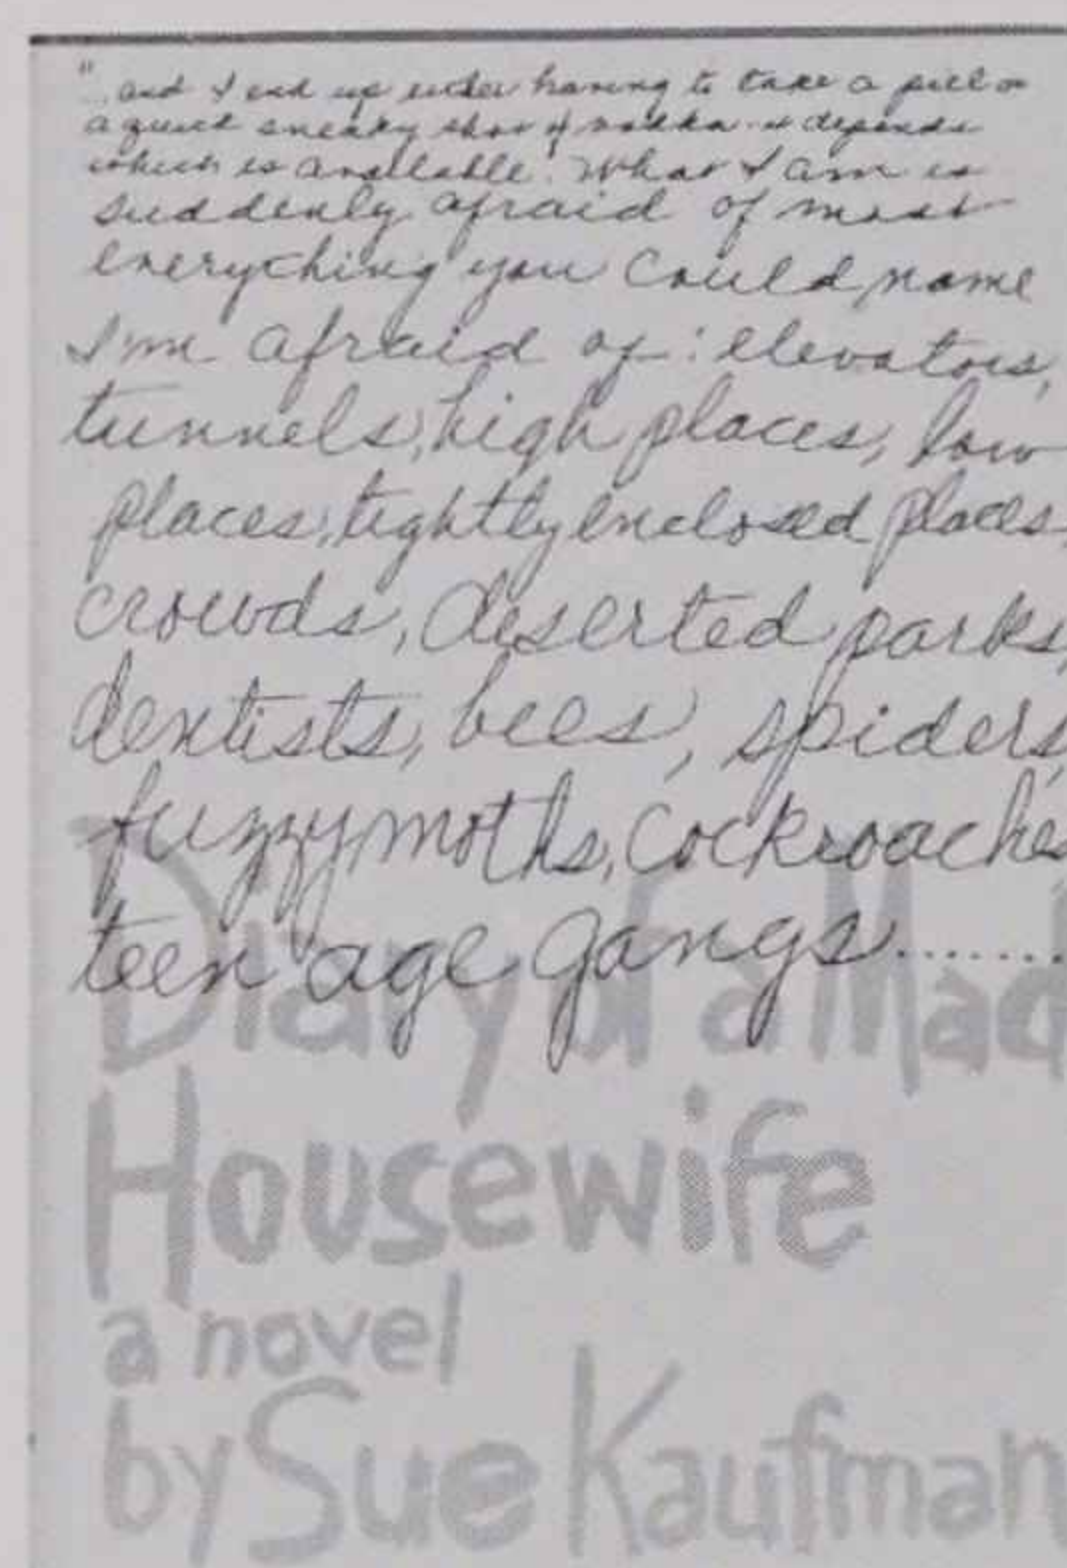 "...and I end up either having to take a pill or
a quick sneaky shot of vodka - it depends
which is available. What I am is
suddenly afraid of most
everything you could name
I'm afraid of: elevators,
tunnels, high places, low
places, tightly enclosed places,
crowds, deserted parks,
dentists, bees, spiders,
fuzzy moths, cockroaches
teen age gangs........
Diary of a Mad
Housewife
a novel
by Sue Kaufman